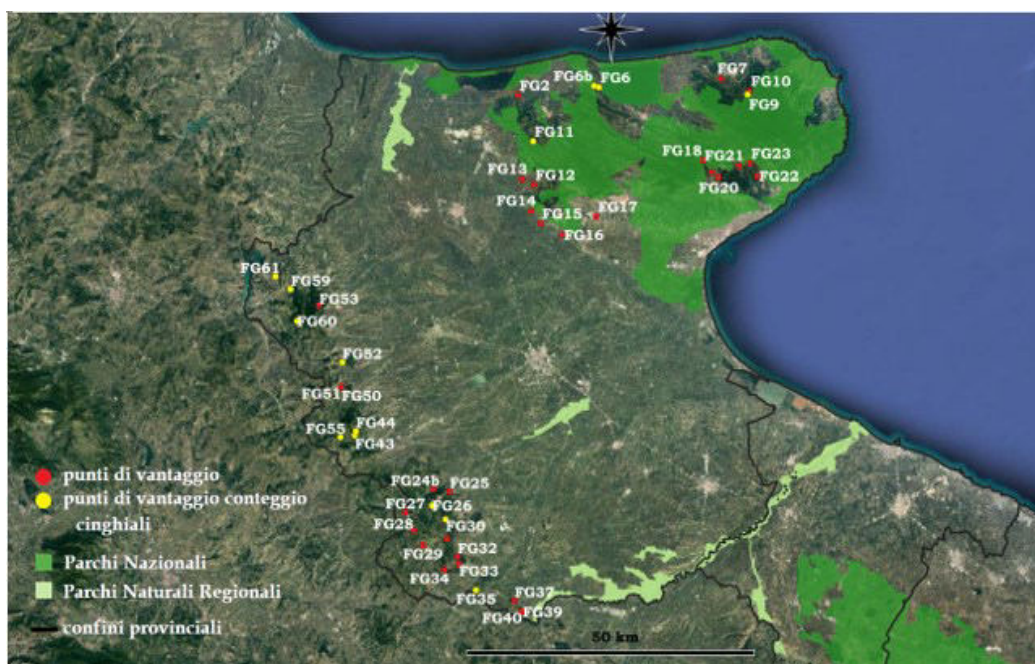 FG7
FG6b FG6
FG10
FG2
FG9
FG11
FG18 FG21 FG23
FG13
FG12
FG20 FG22
FG14
FG15 FG17
FG16
FG61
FG59
FG53
FG60
FG52
FG51 FG50
FG44
FG55
FG43
punti di vantaggio
punti di vantaggio conteggio
cinghiali
Parchi Nazionali
Parchi Naturali Regionali
confini provinciali
FG24b FG25
FG27 FG26
FG28 FG30
FG29 FG32
FG33
FG34
FG35 FG37
FG40 FG39
50 km